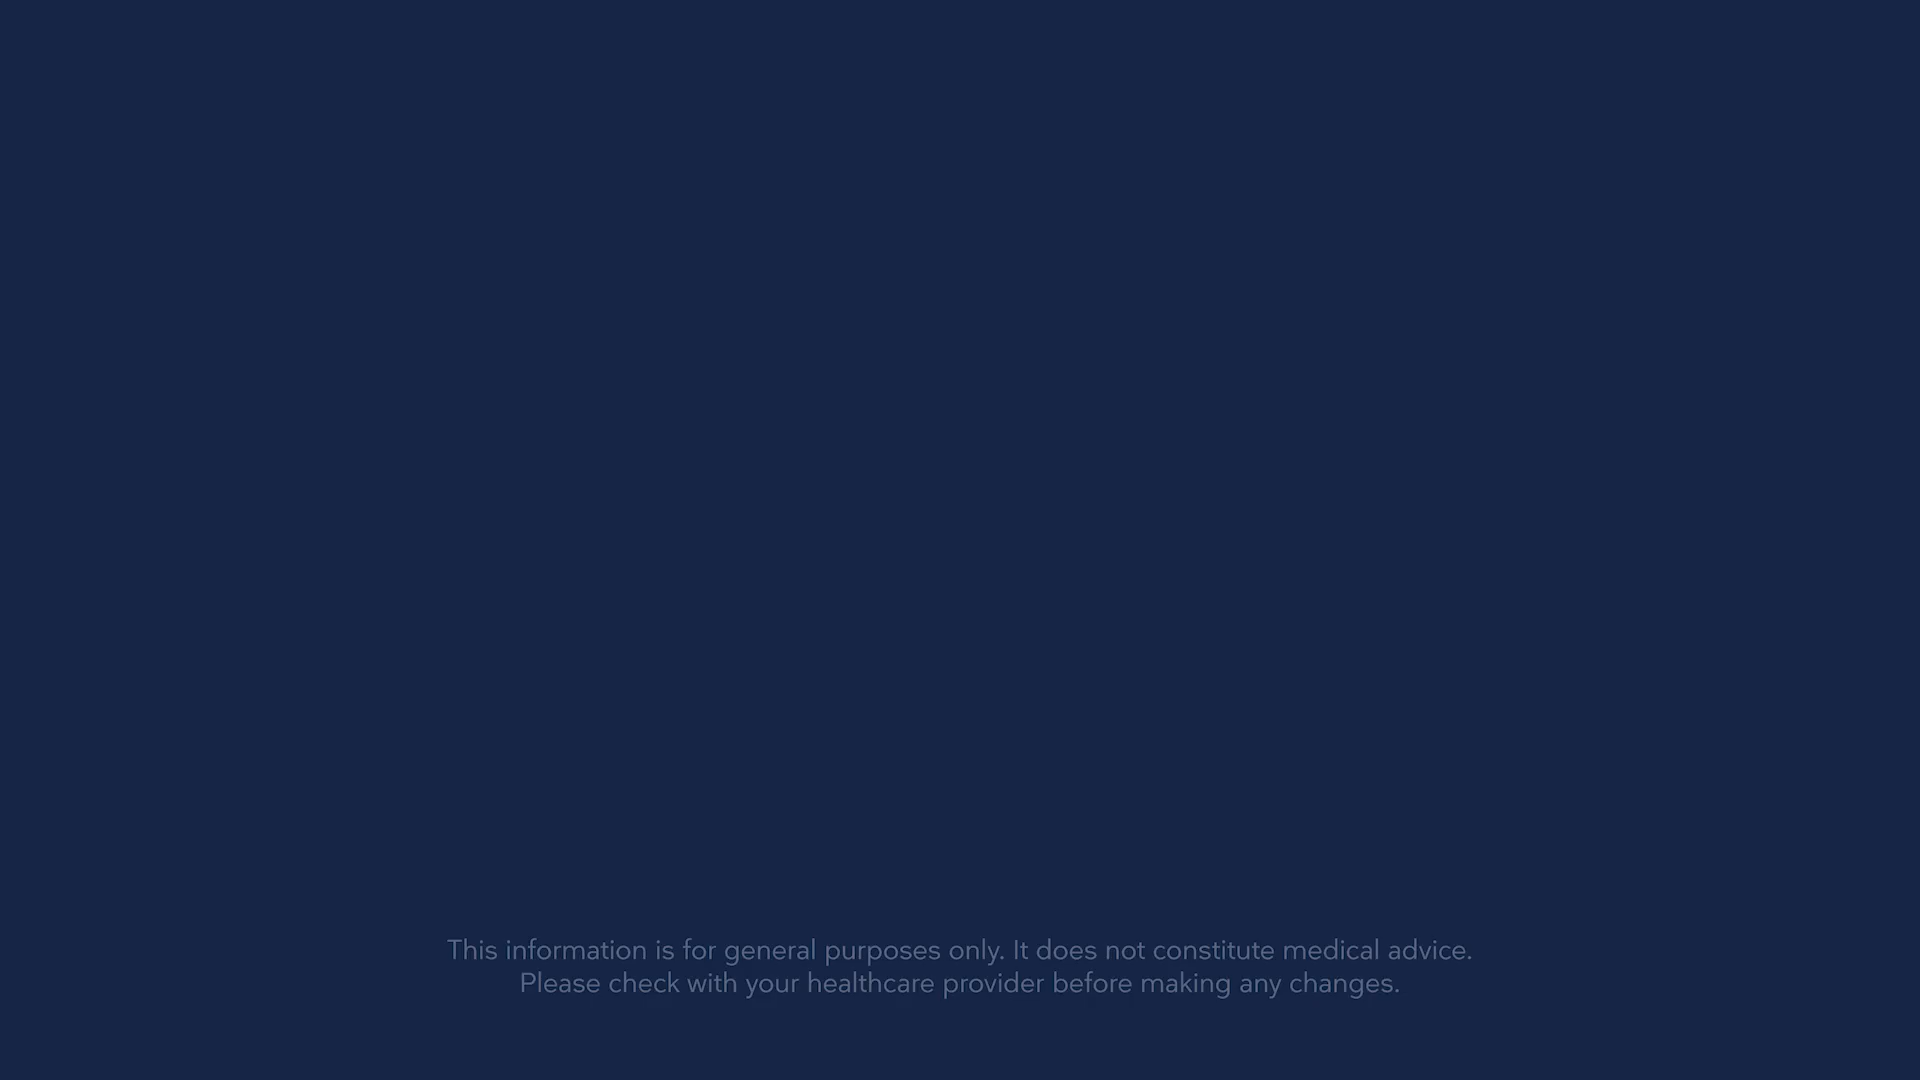 This information is for general purposes only. It does not constitute medical advice.
Please check with your healthcare provider before making any changes.